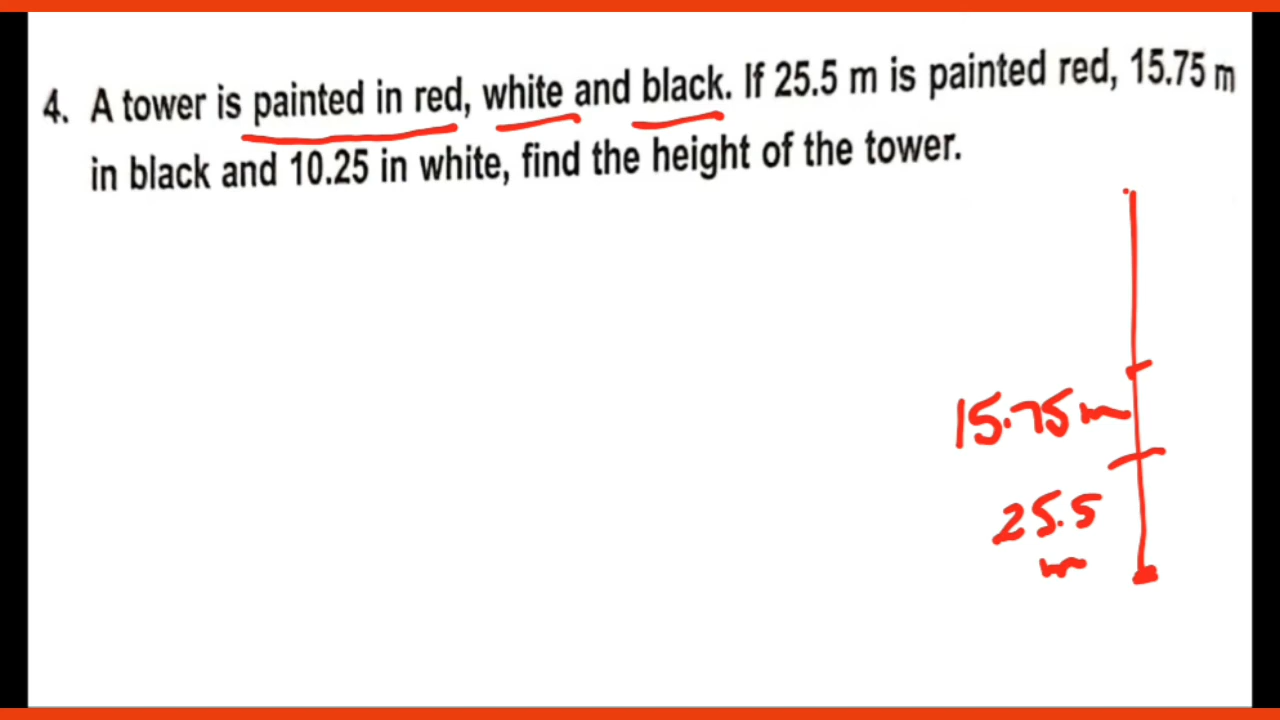 4. A tower is painted in red, white and black. If 25.5 m is painted red, 15.75 m
in black and 10.25 in white, find the height of the tower.
15.75 m
25.5
m